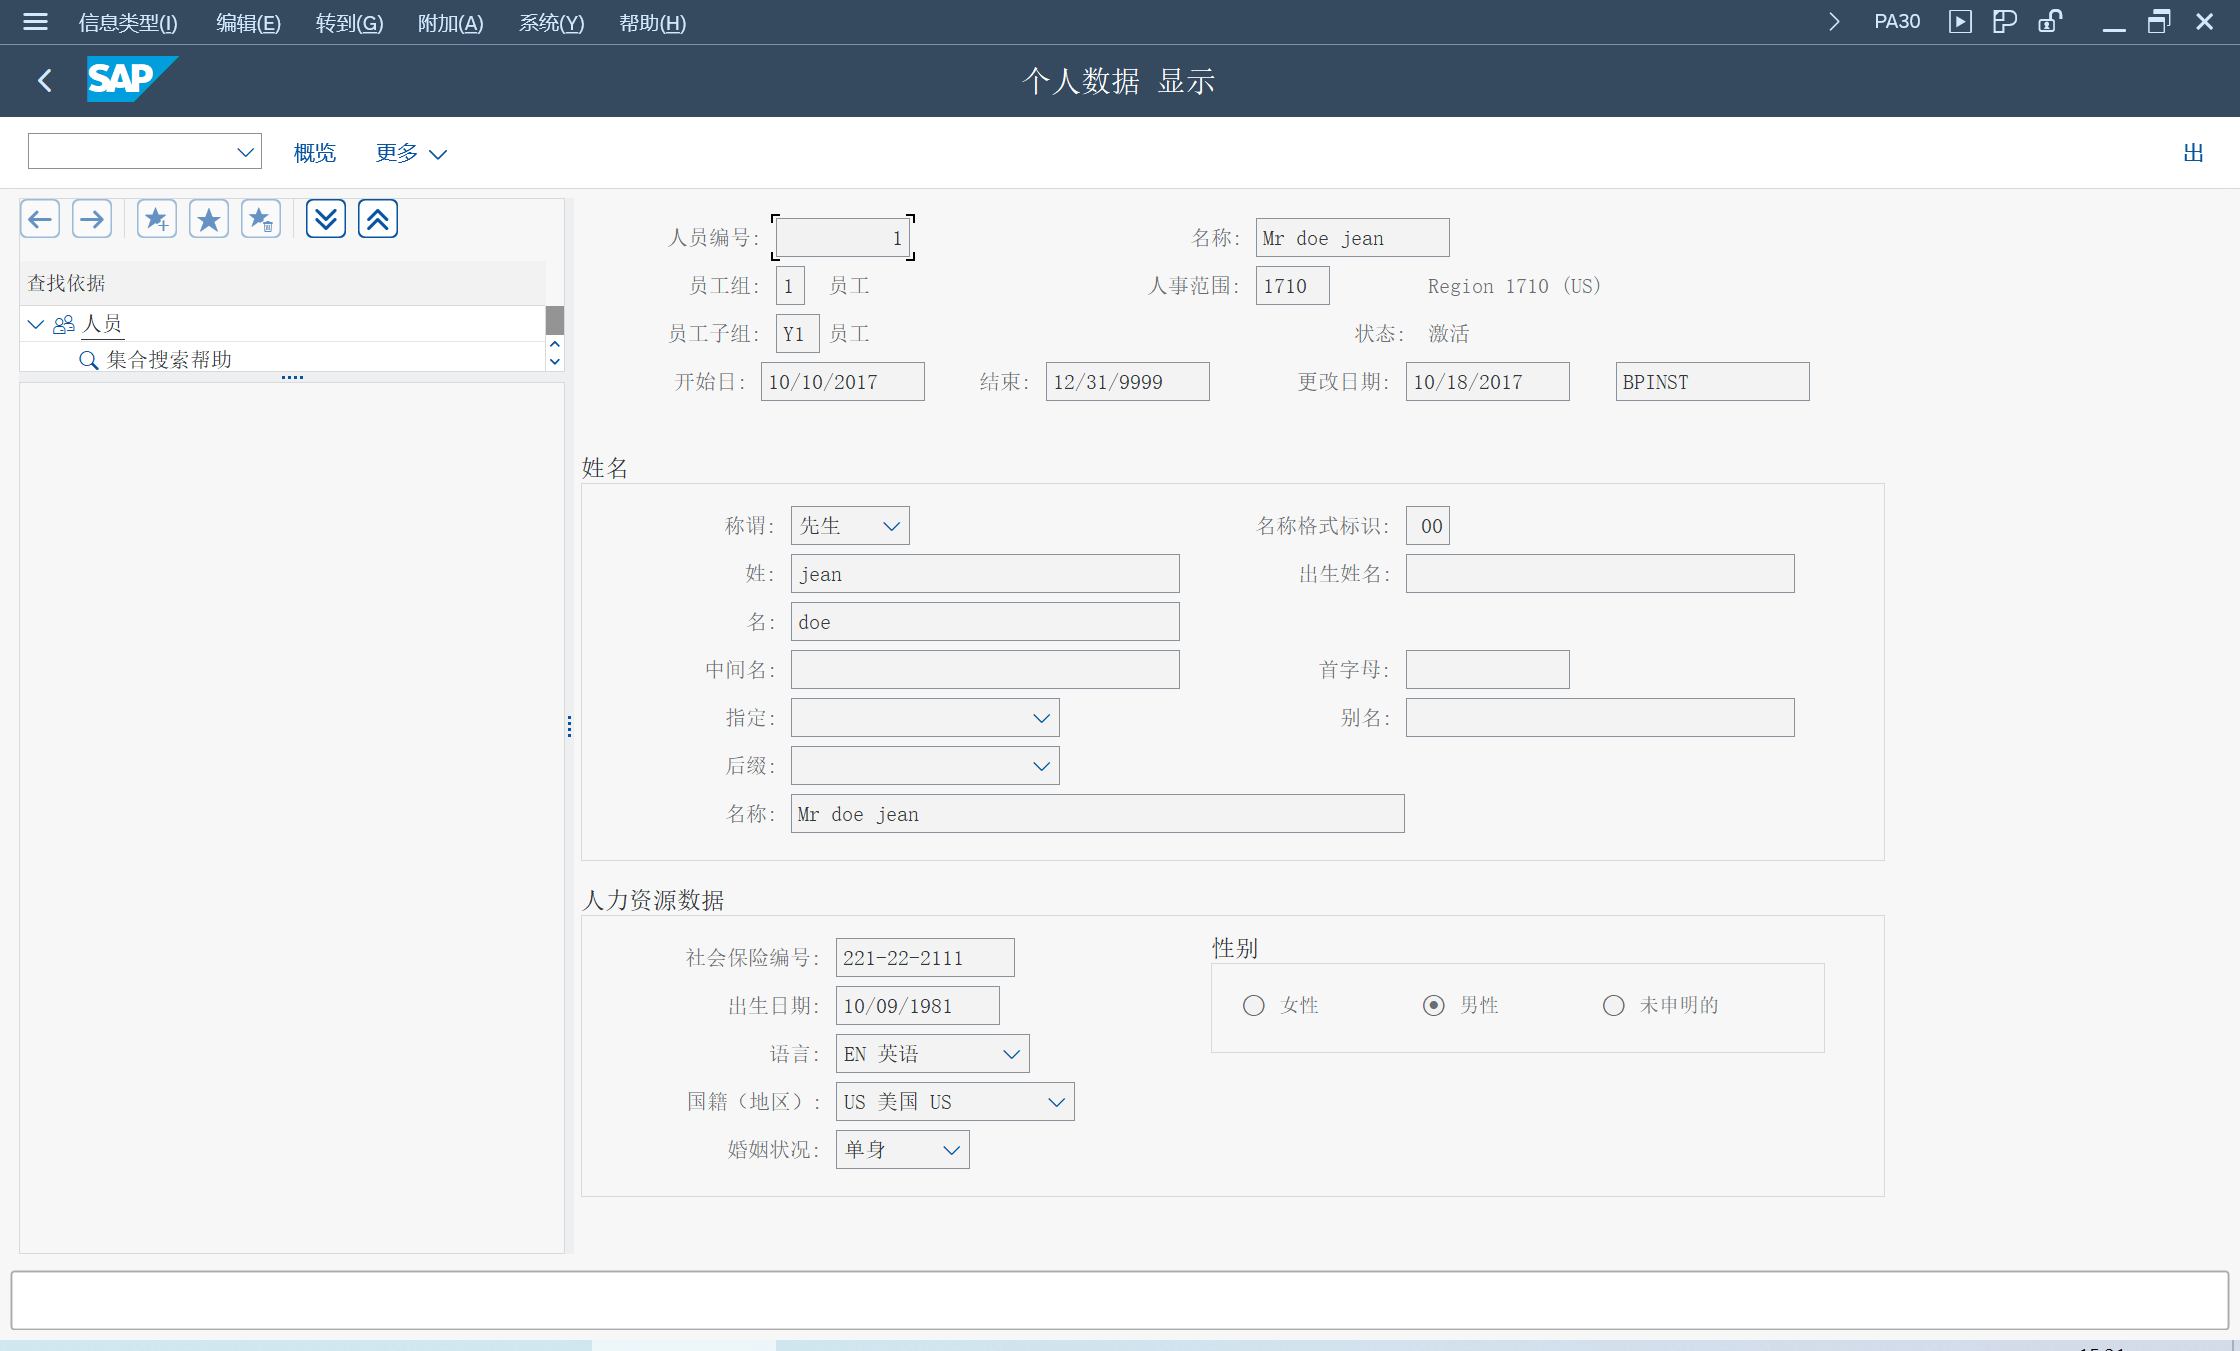 信息类型(I) 编辑(E) 转到(G) 附加(A) 系统(Y) 帮助(H) PA30
SAP 个人数据 显示
概览 更多 出
查找依据
人员
集合搜索帮助
人员编号: 1 名称: Mr doe jean
员工组: 1 员工 人事范围: 1710 Region 1710 (US)
员工子组: Y1 员工 状态: 激活
开始日: 10/10/2017 结束: 12/31/9999 更改日期: 10/18/2017 BPINST
姓名
称谓: 先生 名称格式标识: 00
姓: jean 出生姓名:
名: doe
中间名: 首字母:
指定: 别名:
后缀:
名称: Mr doe jean
人力资源数据
社会保险编号: 221-22-2111 性别
出生日期: 10/09/1981 女性 男性 未申明的
语言: EN 英语
国籍（地区）: US 美国 US
婚姻状况: 单身